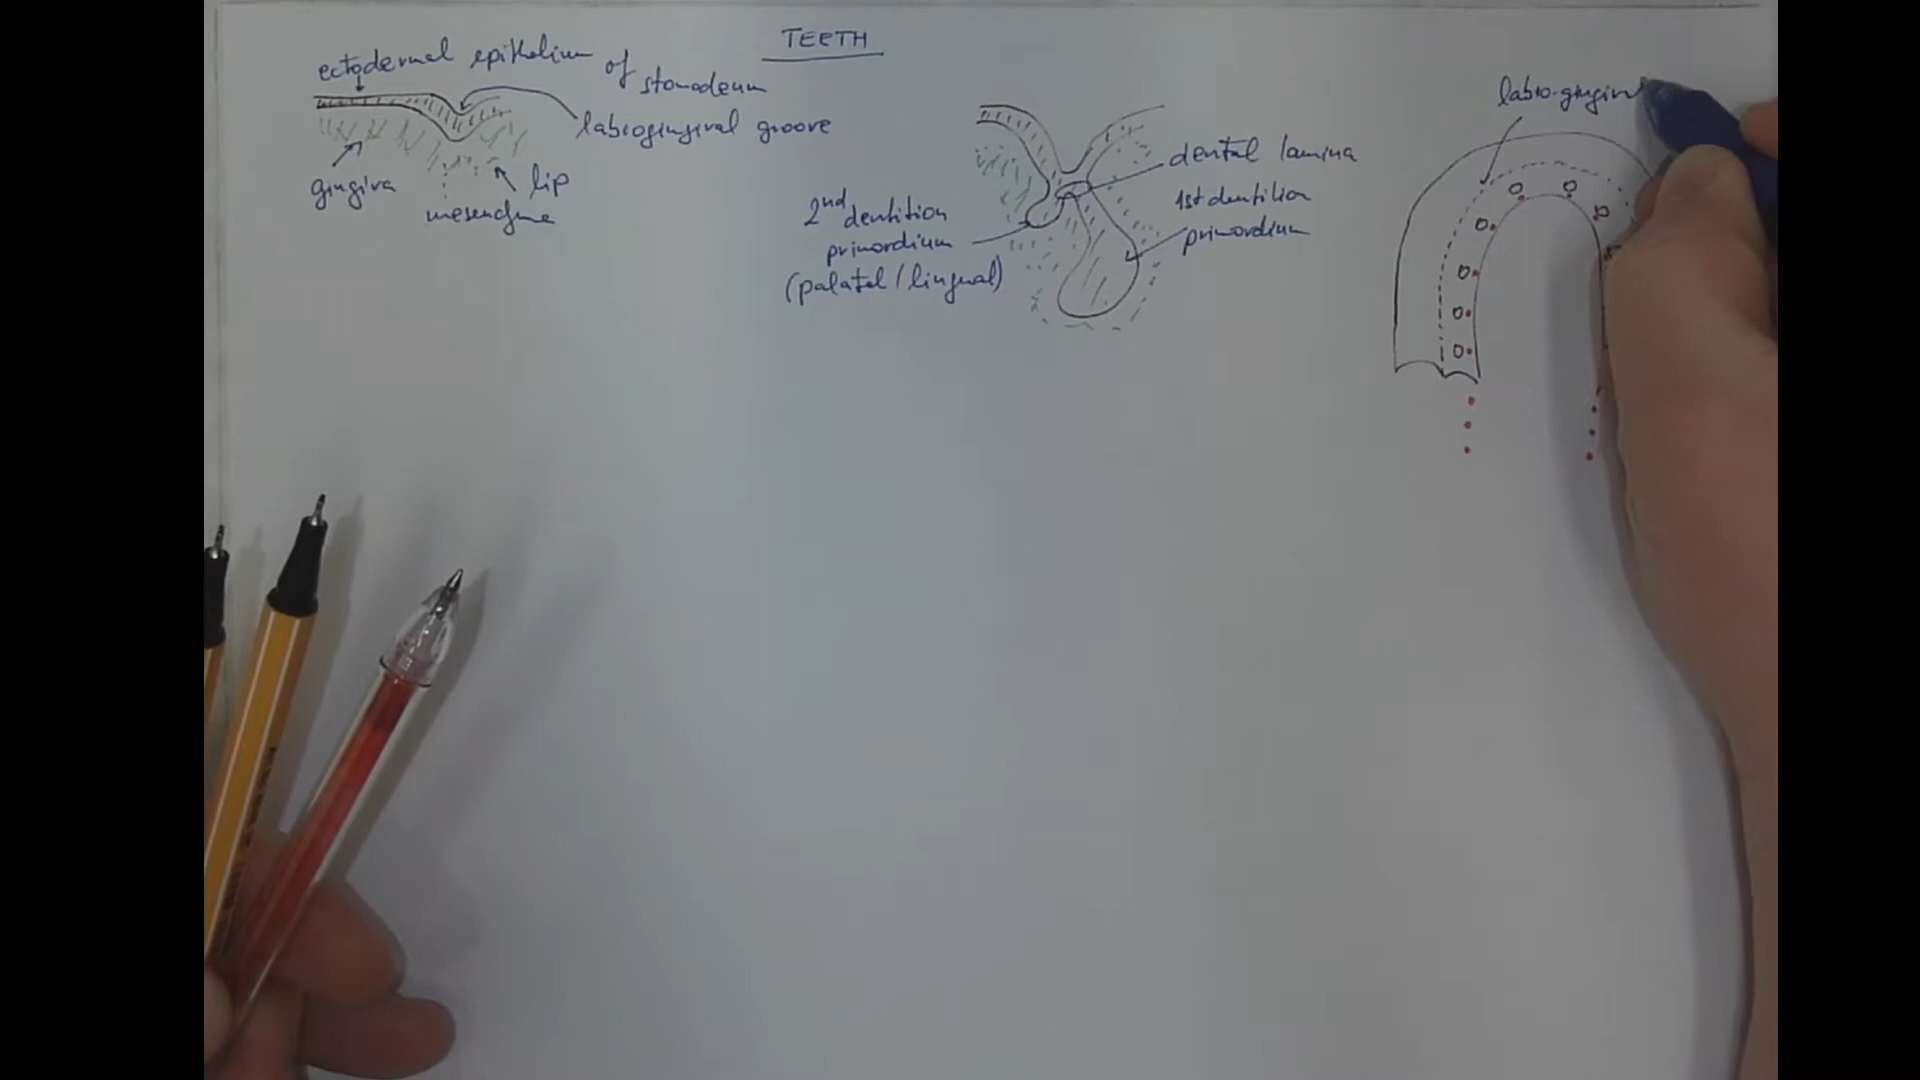 TEETH
ectodermal epithelium of stomodeum
labiogingival groove
gingiva
lip
mesenchyme
dental lamina
2nd dentition
primordium
(palatal / lingual)
1st dentition
primordium
labio-gingiv